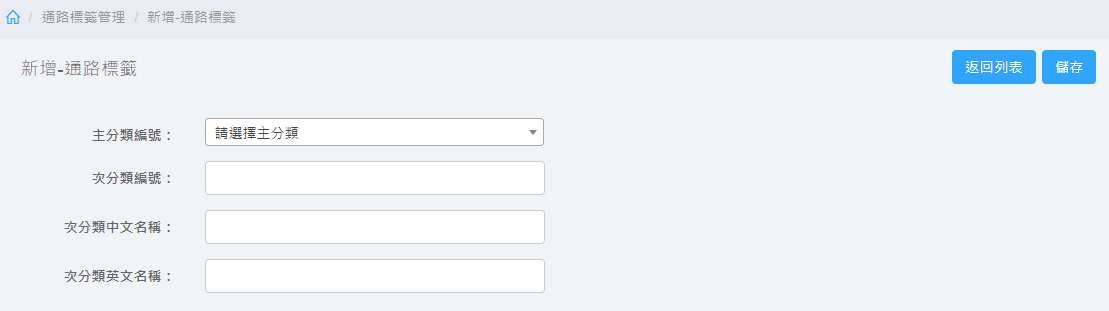 / 通路標籤管理 / 新增-通路標籤
新增-通路標籤
返回列表 儲存
主分類編號：
請選擇主分類
次分類編號：
次分類中文名稱：
次分類英文名稱：